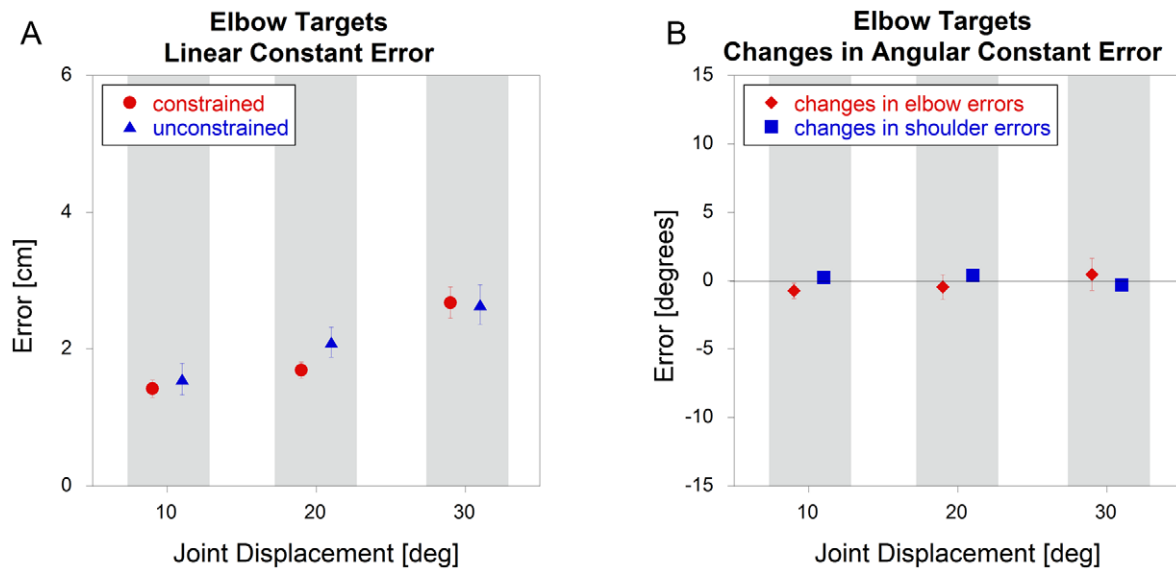 A
Elbow Targets
Linear Constant Error
6
4
2
0
Error [cm]
constrained
unconstrained
10
20
30
Joint Displacement [deg]
B
Elbow Targets
Changes in Angular Constant Error
15
10
5
0
-5
-10
-15
Error [degrees]
changes in elbow errors
changes in shoulder errors
10
20
30
Joint Displacement [deg]